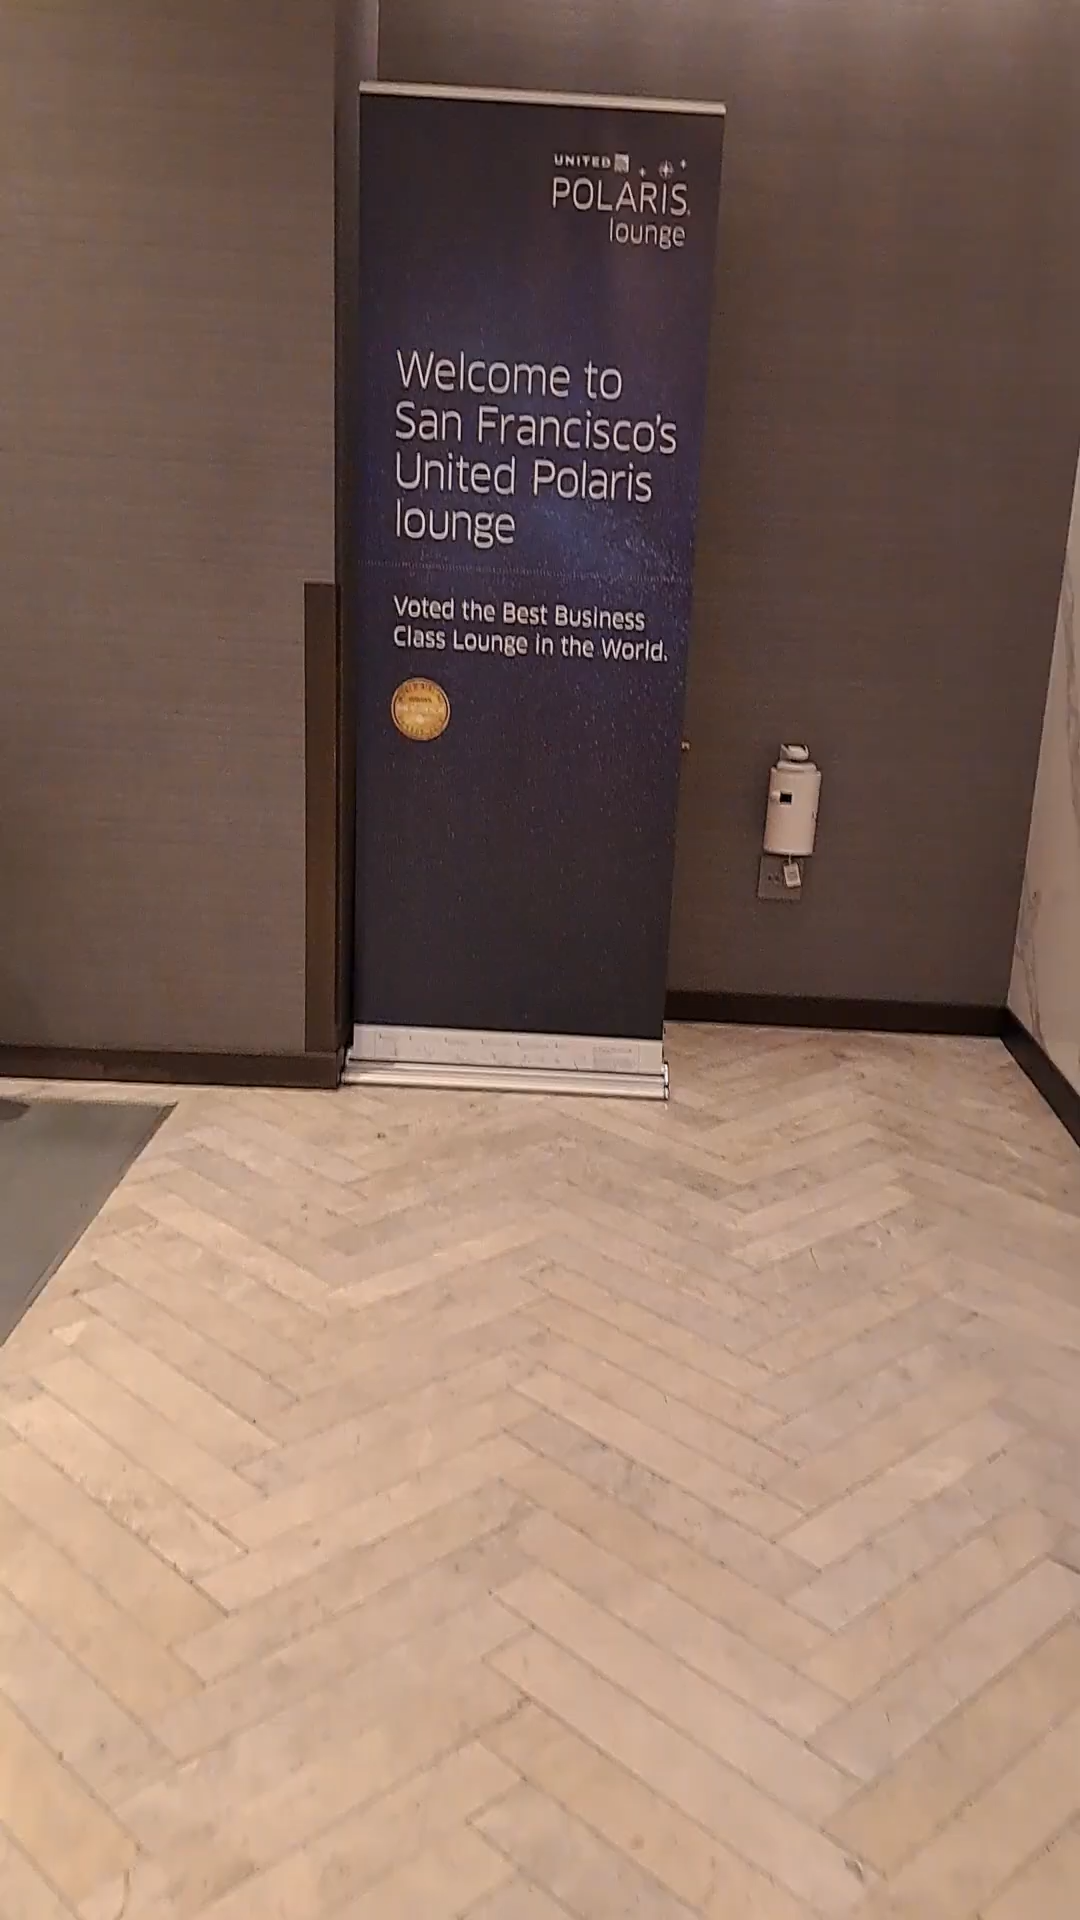 UNITED
POLARIS
lounge
Welcome to
San Francisco's
United Polaris
lounge
Voted the Best Business
Class Lounge in the World.